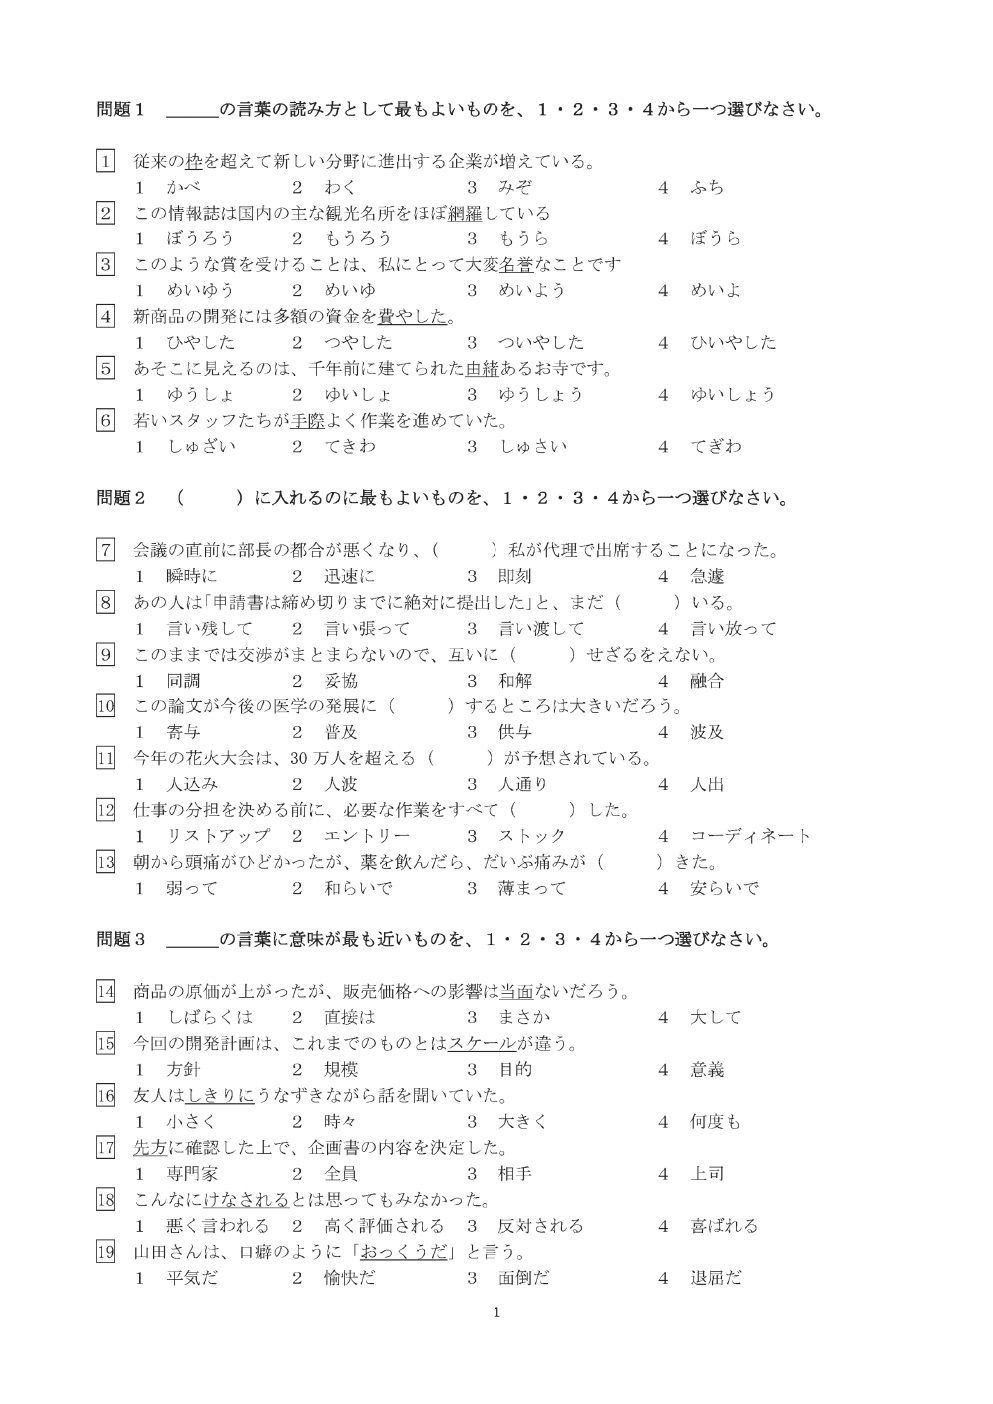 問題１　＿＿＿の言葉の読み方として最もよいものを、１・２・３・４から一つ選びなさい。
1　従来の枠を超えて新しい分野に進出する企業が増えている。
1　かべ　2　わく　3　みぞ　4　ふち
2　この情報誌は国内の主な観光名所をほぼ網羅している
1　ぼうろう　2　もうろう　3　もうら　4　ぼうら
3　このような賞を受けることは、私にとって大変名誉なことです
1　めいゆう　2　めいゆ　3　めいよう　4　めいよ
4　新商品の開発には多額の資金を費やした。
1　ひやした　2　つやした　3　ついやした　4　ひいやした
5　あそこに見えるのは、千年前に建てられた由緒あるお寺です。
1　ゆうしょ　2　ゆいしょ　3　ゆうしょう　4　ゆいしょう
6　若いスタッフたちが手際よく作業を進めていた。
1　しゅざい　2　てきわ　3　しゅさい　4　てぎわ
問題２　（　　　）に入れるのに最もよいものを、１・２・３・４から一つ選びなさい。
7　会議の直前に部長の都合が悪くなり、（　　　）私が代理で出席することになった。
1　瞬時に　2　迅速に　3　即刻　4　急遽
8　あの人は｢申請書は締め切りまでに絶対に提出した｣と、まだ（　　　）いる。
1　言い残して　2　言い張って　3　言い渡して　4　言い放って
9　このままでは交渉がまとまらないので、互いに（　　　）せざるをえない。
1　同調　2　妥協　3　和解　4　融合
10　この論文が今後の医学の発展に（　　　）するところは大きいだろう。
1　寄与　2　普及　3　供与　4　波及
11　今年の花火大会は、30 万人を超える（　　　）が予想されている。
1　人込み　2　人波　3　人通り　4　人出
12　仕事の分担を決める前に、必要な作業をすべて（　　　）した。
1　リストアップ　2　エントリー　3　ストック　4　コーディネート
13　朝から頭痛がひどかったが、薬を飲んだら、だいぶ痛みが（　　　）きた。
1　弱って　2　和らいで　3　薄まって　4　安らいで
問題３　＿＿＿の言葉に意味が最も近いものを、１・２・３・４から一つ選びなさい。
14　商品の原価が上がったが、販売価格への影響は当面ないだろう。
1　しばらくは　2　直接は　3　まさか　4　大して
15　今回の開発計画は、これまでのものとはスケールが違う。
1　方針　2　規模　3　目的　4　意義
16　友人はしきりにうなずきながら話を聞いていた。
1　小さく　2　時々　3　大きく　4　何度も
17　先方に確認した上で、企画書の内容を決定した。
1　専門家　2　全員　3　相手　4　上司
18　こんなにけなされるとは思ってもみなかった。
1　悪く言われる　2　高く評価される　3　反対される　4　喜ばれる
19　山田さんは、口癖のように「おっくうだ」と言う。
1　平気だ　2　愉快だ　3　面倒だ　4　退屈だ
1